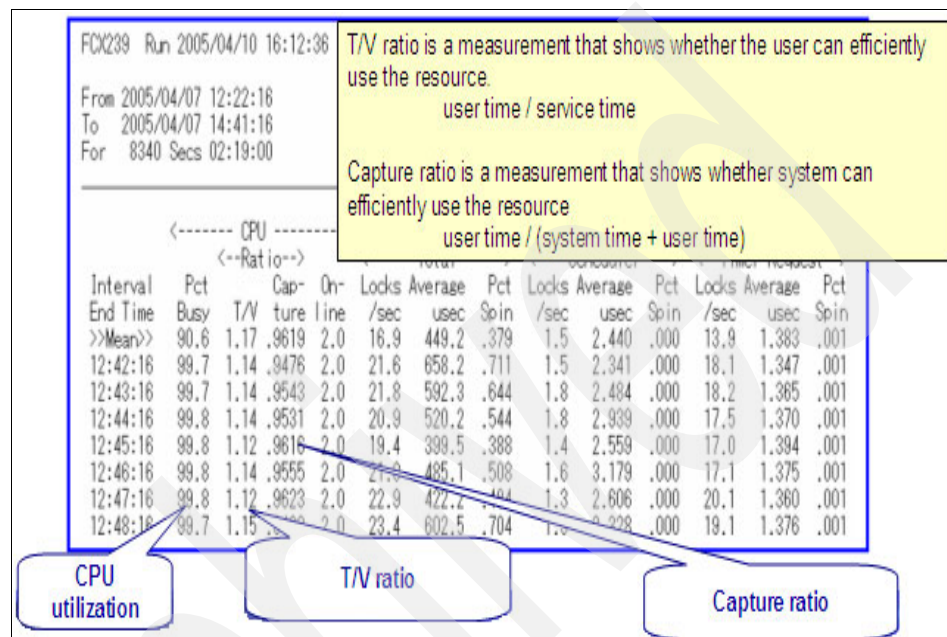 FCX239 Run 2005/04/10 16:12:36
From 2005/04/07 12:22:16
To 2005/04/07 14:41:16
For 8340 Secs 02:19:00
T/V ratio is a measurement that shows whether the user can efficiently
use the resource.
user time / service time
Capture ratio is a measurement that shows whether system can
efficiently use the resource
user time / (system time + user time)
<------- CPU --------
<--Ratio-->
Interval Pct Cap- On- Locks Average Pct Locks Average Pct Locks Average Pct
End Time Busy T/V ture line /sec usec Spin /sec usec Spin /sec usec Spin
>>Mean>> 90.6 1.17 .9619 2.0 16.9 449.2 .379 1.5 2.440 .000 13.9 1.383 .001
12:42:16 99.7 1.14 .9476 2.0 21.6 658.2 .711 1.5 2.341 .000 18.1 1.347 .001
12:43:16 99.7 1.14 .9543 2.0 21.8 592.3 .644 1.8 2.484 .000 18.2 1.365 .001
12:44:16 99.8 1.14 .9531 2.0 20.9 520.2 .544 1.8 2.939 .000 17.5 1.370 .001
12:45:16 99.8 1.12 .9616 2.0 19.4 399.5 .388 1.4 2.559 .000 17.0 1.394 .001
12:46:16 99.8 1.14 .9555 2.0 485.1 .508 1.6 3.179 .000 17.1 1.375 .001
12:47:16 99.8 1.12 .9623 2.0 22.9 422.2 1.3 2.606 .000 20.1 1.360 .001
12:48:16 99.7 1.15 2.0 23.4 602.5 .704 .000 19.1 1.376 .001
CPU
utilization
T/V ratio
Capture ratio